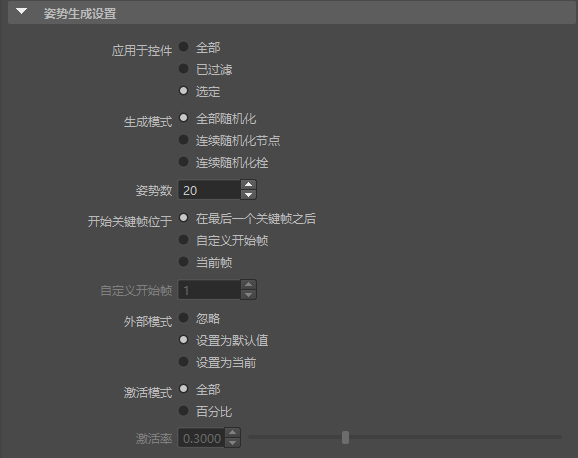 姿势生成设置
应用于控件 全部
已过滤
选定
生成模式 全部随机化
连续随机化节点
连续随机化栓
姿势数 20
开始关键帧位于 在最后一个关键帧之后
自定义开始帧
当前帧
自定义开始帧 1
外部模式 忽略
设置为默认值
设置为当前
激活模式 全部
百分比
激活率 0.3000